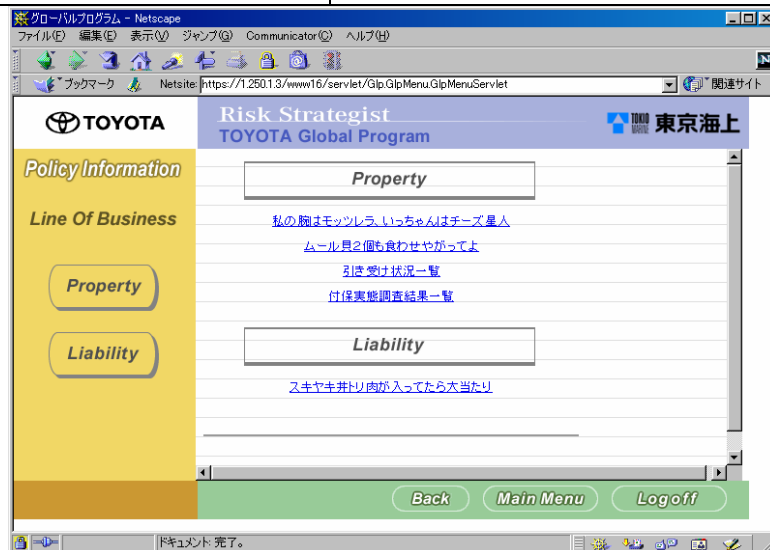 グローバルプログラム - Netscape
ファイル(F) 編集(E) 表示(V) ジャンプ(G) Communicator(C) ヘルプ(H)
ブックマーク Netsite: https://1.250.1.3/www16/servlet/Glp.GlpMenu.GlpMenuServlet 関連サイト
TOYOTA
Risk Strategist
TOYOTA Global Program
TOKIO MARINE 東京海上
Policy Information
Line Of Business
Property
Liability
Property
私の腕はモッツレラ、いっちゃんはチーズ星人
ムール貝2個も食わせやがってよ
引き受け状況一覧
付保実態調査結果一覧
Liability
スキヤキ丼トリ肉が入ってたら大当たり
Back Main Menu Logoff
ドキュメント: 完了。